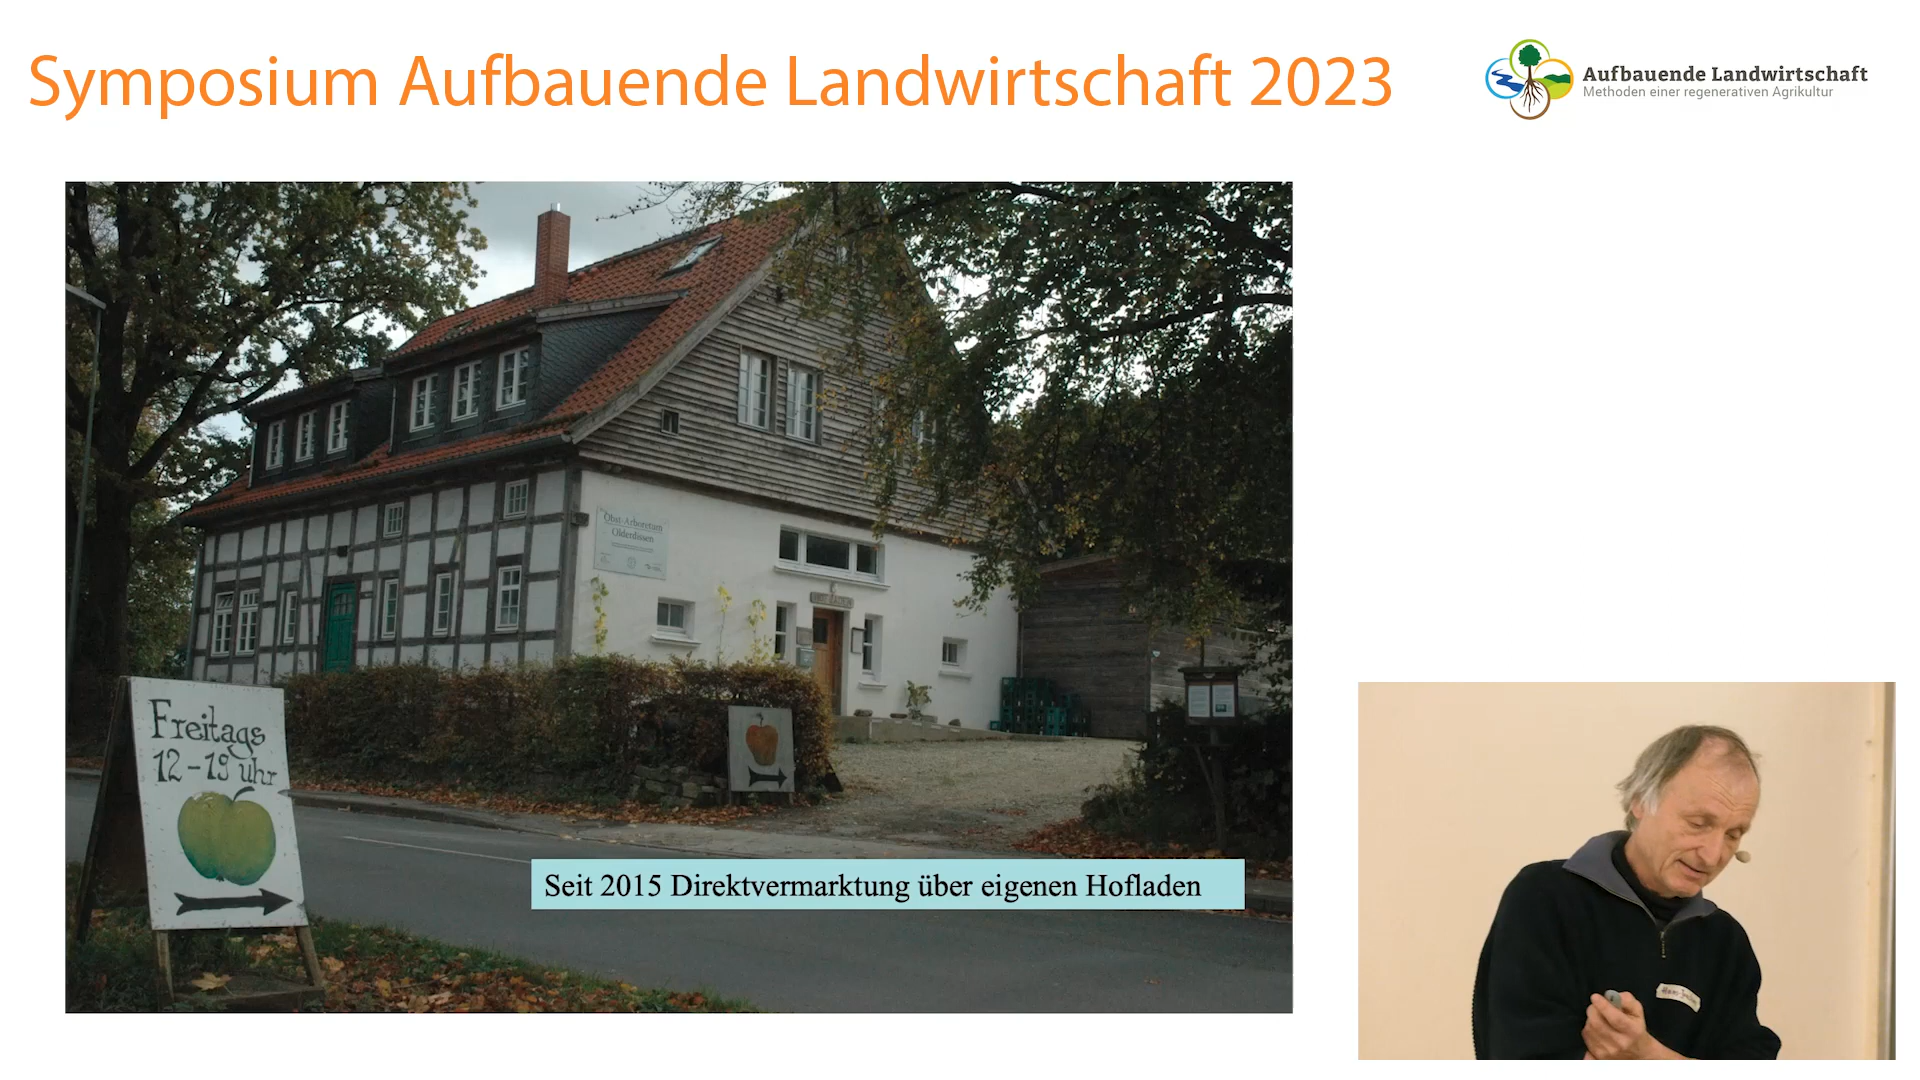 Symposium Aufbauende Landwirtschaft 2023
Aufbauende Landwirtschaft
Methoden einer regenerativen Agrikultur
Obst-Arboretum
Olderdissen
Freitags
12-19 uhr
Seit 2015 Direktvermarktung über eigenen Hofladen